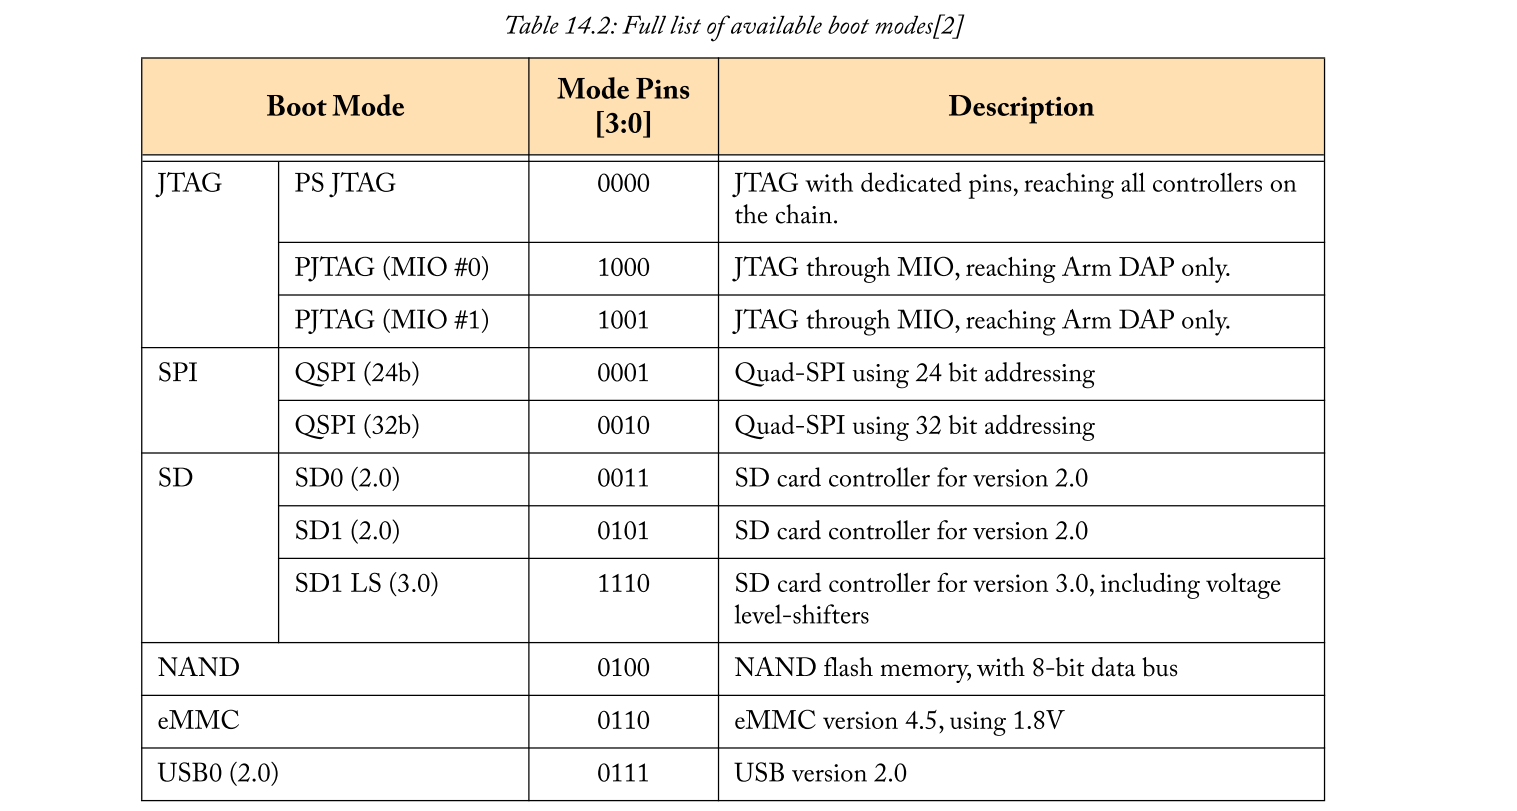 Table 14.2: Full list of available boot modes[2]
Boot Mode Mode Pins [3:0] Description
JTAG PS JTAG 0000 JTAG with dedicated pins, reaching all controllers on
the chain.
PJTAG (MIO #0) 1000 JTAG through MIO, reaching Arm DAP only.
PJTAG (MIO #1) 1001 JTAG through MIO, reaching Arm DAP only.
SPI QSPI (24b) 0001 Quad-SPI using 24 bit addressing
QSPI (32b) 0010 Quad-SPI using 32 bit addressing
SD SD0 (2.0) 0011 SD card controller for version 2.0
SD1 (2.0) 0101 SD card controller for version 2.0
SD1 LS (3.0) 1110 SD card controller for version 3.0, including voltage
level-shifters
NAND 0100 NAND flash memory, with 8-bit data bus
eMMC 0110 eMMC version 4.5, using 1.8V
USB0 (2.0) 0111 USB version 2.0